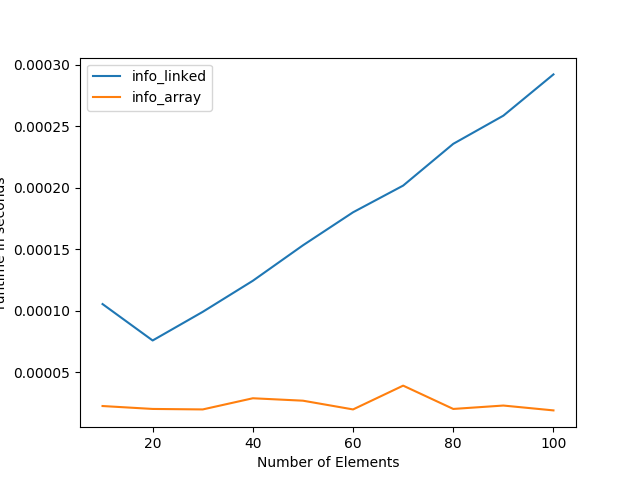 0.00030
0.00025
0.00020
0.00015
0.00010
0.00005
info_linked
info_array
runtime in seconds
20 40 60 80 100
Number of Elements